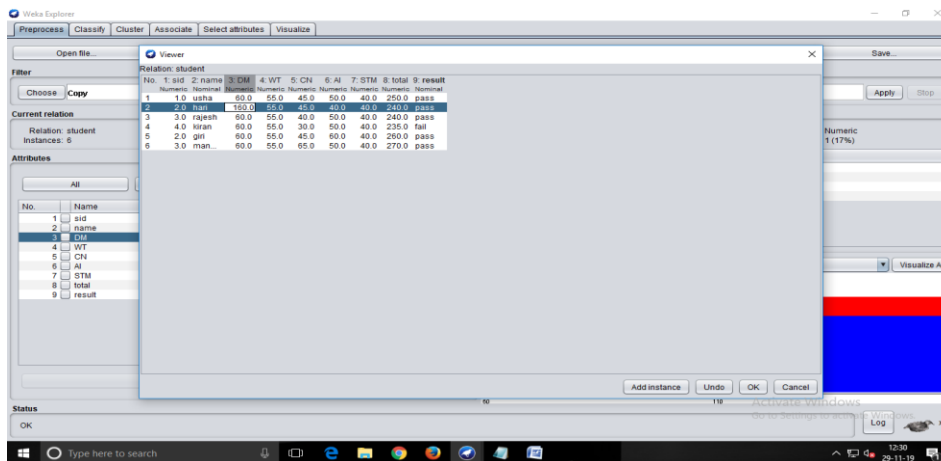 Weka Explorer
Preprocess Classify Cluster Associate Select attributes Visualize
Open file...
Save...
Filter
Choose Copy
Apply Stop
Current relation
Relation: student
Instances: 6
Attributes
All
No. Name
1 sid
2 name
3 DM
4 WT
5 CN
6 AI
7 STM
8 total
9 result
Viewer
Relation: student
No. 1: sid 2: name 3: DM 4: WT 5: CN 6: AI 7: STM 8: total 9: result
Numeric Nominal Numeric Numeric Numeric Numeric Numeric Numeric Nominal
1 1.0 usha 60.0 55.0 45.0 50.0 40.0 250.0 pass
2 2.0 hari 160.0 55.0 45.0 40.0 40.0 240.0 pass
3 3.0 rajesh 60.0 55.0 40.0 50.0 40.0 240.0 pass
4 4.0 kiran 60.0 55.0 30.0 50.0 40.0 235.0 fail
5 2.0 giri 60.0 55.0 45.0 60.0 40.0 260.0 pass
6 3.0 man... 60.0 55.0 65.0 50.0 40.0 270.0 pass
Add instance Undo OK Cancel
Numeric
1 (17%)
Visualize A
60 110
Activate Windows
Go to Settings to activate Windows.
Status
OK
Log
Type here to search
12:30
29-11-19